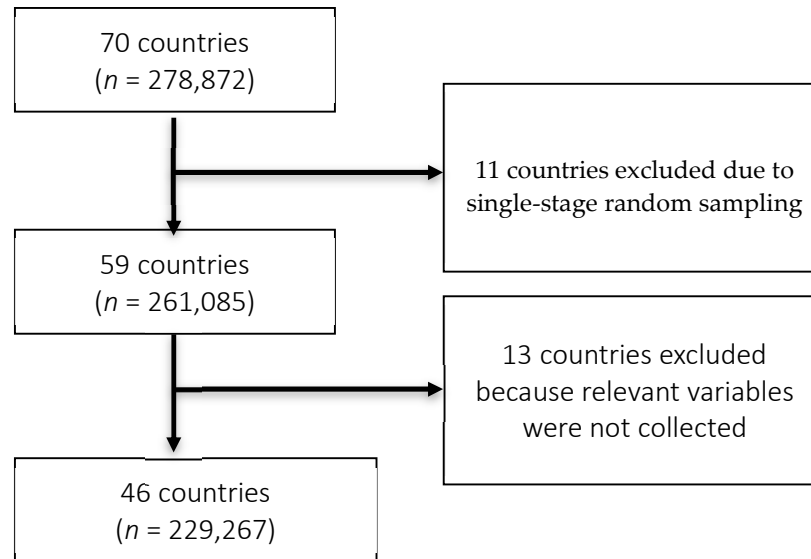 70 countries
(n = 278,872)
11 countries excluded due to
single-stage random sampling
59 countries
(n = 261,085)
13 countries excluded
because relevant variables
were not collected
46 countries
(n = 229,267)